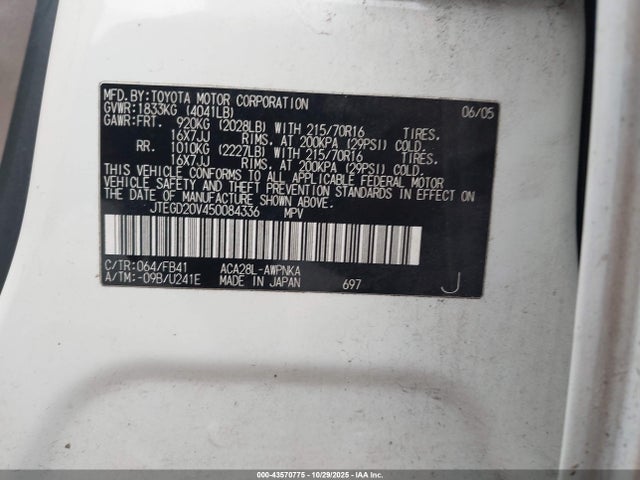 MFD.BY:TOYOTA MOTOR CORPORATION 06/05
GVWR:1833KG (4041LB)
GAWR:FRT. 920KG (2028LB) WITH 215/70R16 TIRES.
16X7JJ RIMS. AT 200KPA (29PSI) COLD.
RR. 1010KG (2227LB) WITH 215/70R16 TIRES.
16X7JJ RIMS. AT 200KPA (29PSI) COLD.
THIS VEHICLE CONFORMS TO ALL APPLICABLE FEDERAL MOTOR
VEHICLE SAFETY AND THEFT PREVENTION STANDARDS IN EFFECT ON
THE DATE OF MANUFACTURE SHOWN ABOVE.
JTEGD20V450084336 MPV
C/TR:064/FB41 ACA28L-AWPNKA
A/TM:-09B/U241E MADE IN JAPAN 697 J
000-43570775 - 10/29/2025 - IAA Inc.